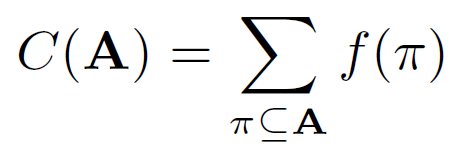 C(A) = ∑ f(π)
π⊆A